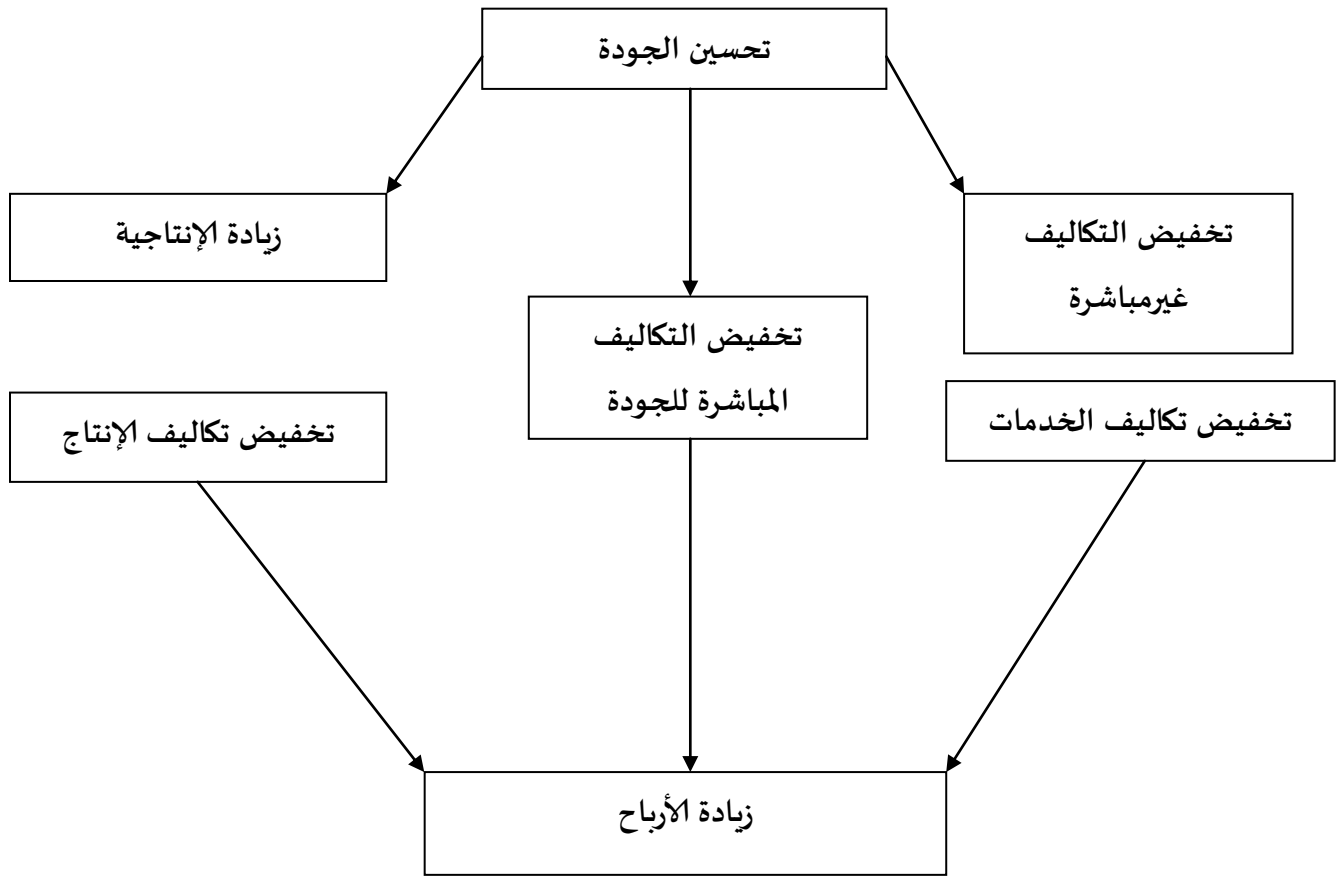 تحسين الجودة
زيادة الإنتاجية
تخفيض التكاليف
غيرمباشرة
تخفيض التكاليف
المباشرة للجودة
تخفيض تكاليف الخدمات
تخفيض تكاليف الإنتاج
زيادة الأرباح